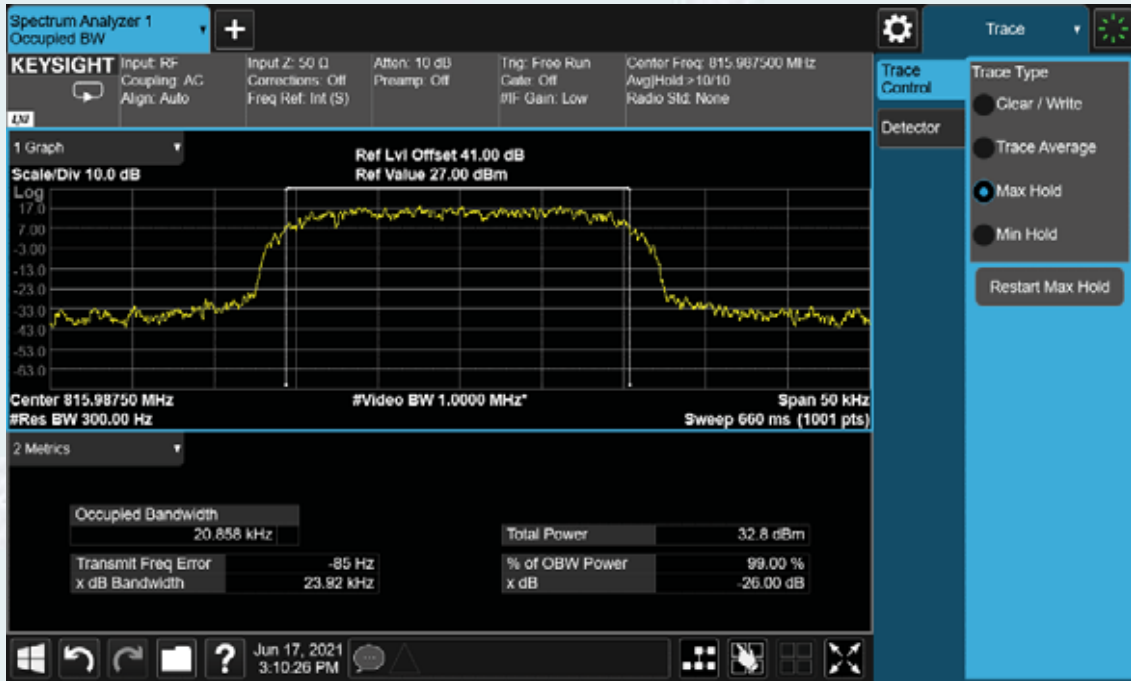 Spectrum Analyzer 1
Occupied BW
+
Trace
KEYSIGHT
Input: RF
Coupling: AC
Align: Auto
Input Z: 50 Ω
Corrections: Off
Freq Ref: Int (S)
Atten: 10 dB
Preamp: Off
Trig: Free Run
Gate: Off
#IF Gain: Low
Center Freq: 815.987500 MHz
Avg|Hold:>10/10
Radio Std: None
LXI
Trace
Control
Detector
Trace Type
Clear / Write
Trace Average
Max Hold
Min Hold
Restart Max Hold
1 Graph
Scale/Div 10.0 dB
Ref Lvl Offset 41.00 dB
Ref Value 27.00 dBm
Log
17.0
7.00
-3.00
-13.0
-23.0
-33.0
-43.0
-53.0
-63.0
Center 815.98750 MHz
#Video BW 1.0000 MHz*
Span 50 kHz
#Res BW 300.00 Hz
Sweep 660 ms (1001 pts)
2 Metrics
Occupied Bandwidth
20.858 kHz
Total Power 32.8 dBm
Transmit Freq Error -85 Hz
% of OBW Power 99.00 %
x dB Bandwidth 23.92 kHz
x dB -26.00 dB
?
Jun 17, 2021
3:10:26 PM